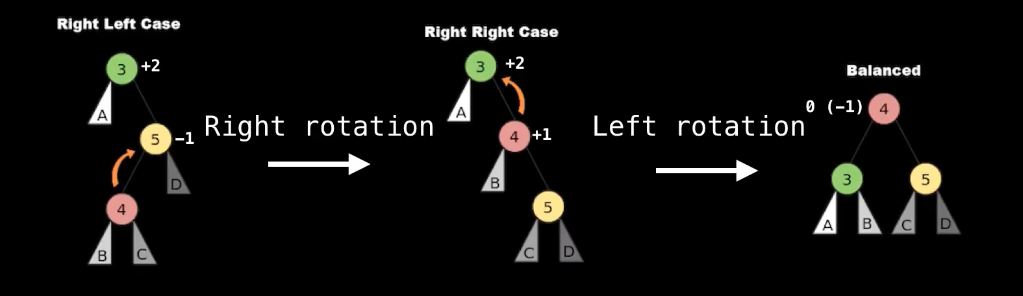 Right Left Case
3 +2
A
5 −1
D
4
B C
Right rotation
Right Right Case
3 +2
A
4 +1
B
5
C D
Left rotation
Balanced
0 (−1) 4
3 5
A B C D